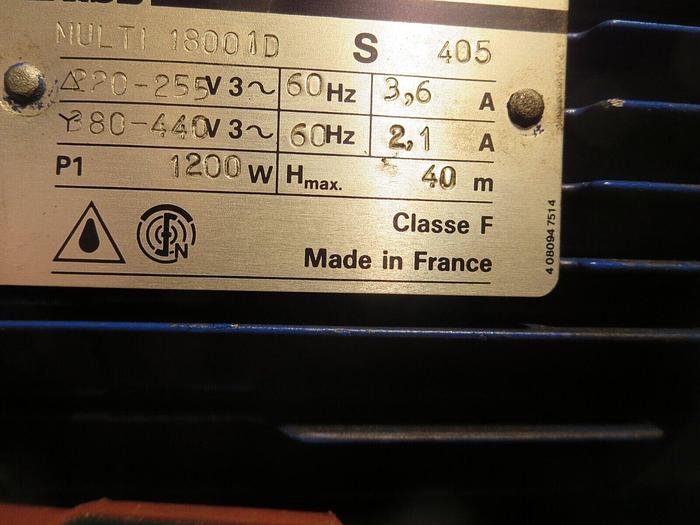 MULTI 18001D S 405
△220-255V 3~ 60Hz 3,6 A
Y380-440V 3~ 60Hz 2,1 A
P1 1200 W Hmax. 40 m
Classe F
Made in France
4 080947514